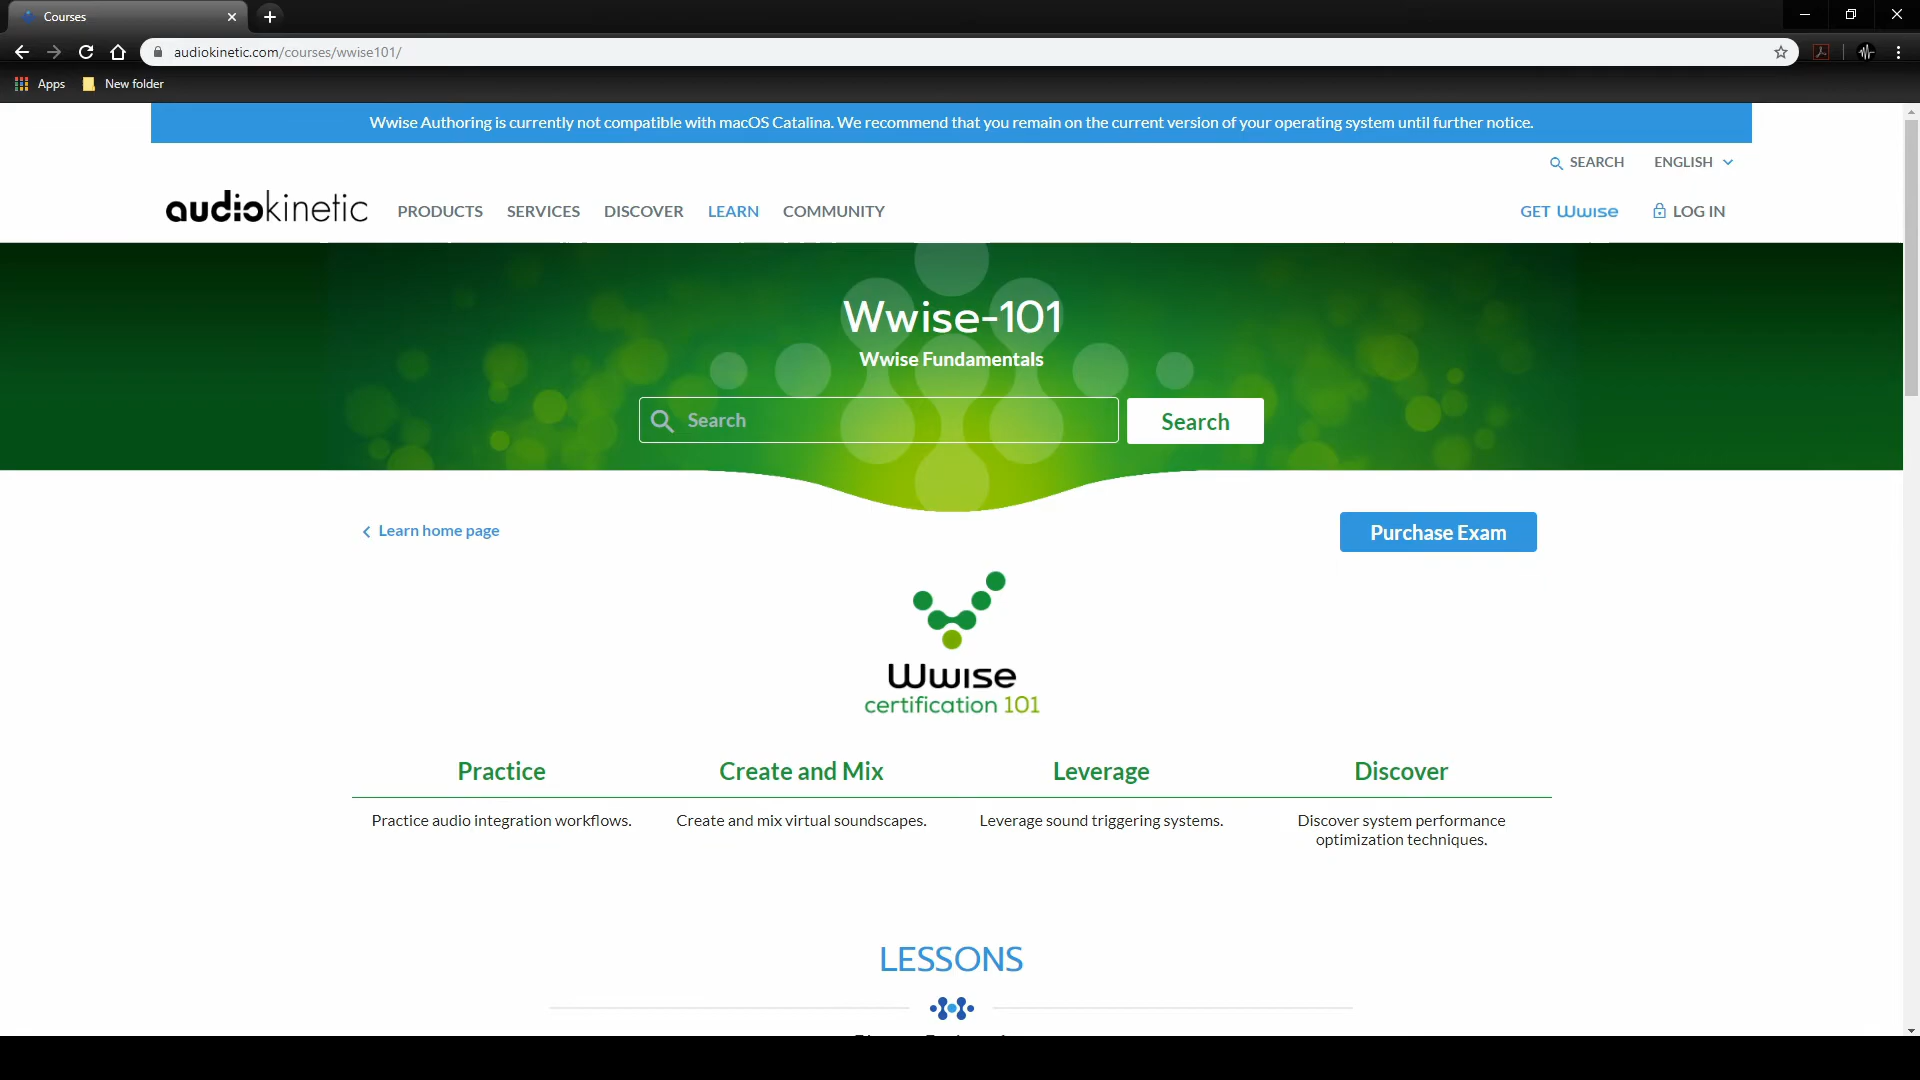 Courses
audiokinetic.com/courses/wwise101/
Apps
New folder
Wwise Authoring is currently not compatible with macOS Catalina. We recommend that you remain on the current version of your operating system until further notice.
SEARCH
ENGLISH
audiokinetic
PRODUCTS
SERVICES
DISCOVER
LEARN
COMMUNITY
GET Wwise
LOG IN
Wwise-101
Wwise Fundamentals
Search
Search
Learn home page
Purchase Exam
Wwise
certification 101
Practice
Create and Mix
Leverage
Discover
Practice audio integration workflows.
Create and mix virtual soundscapes.
Leverage sound triggering systems.
Discover system performance
optimization techniques.
LESSONS